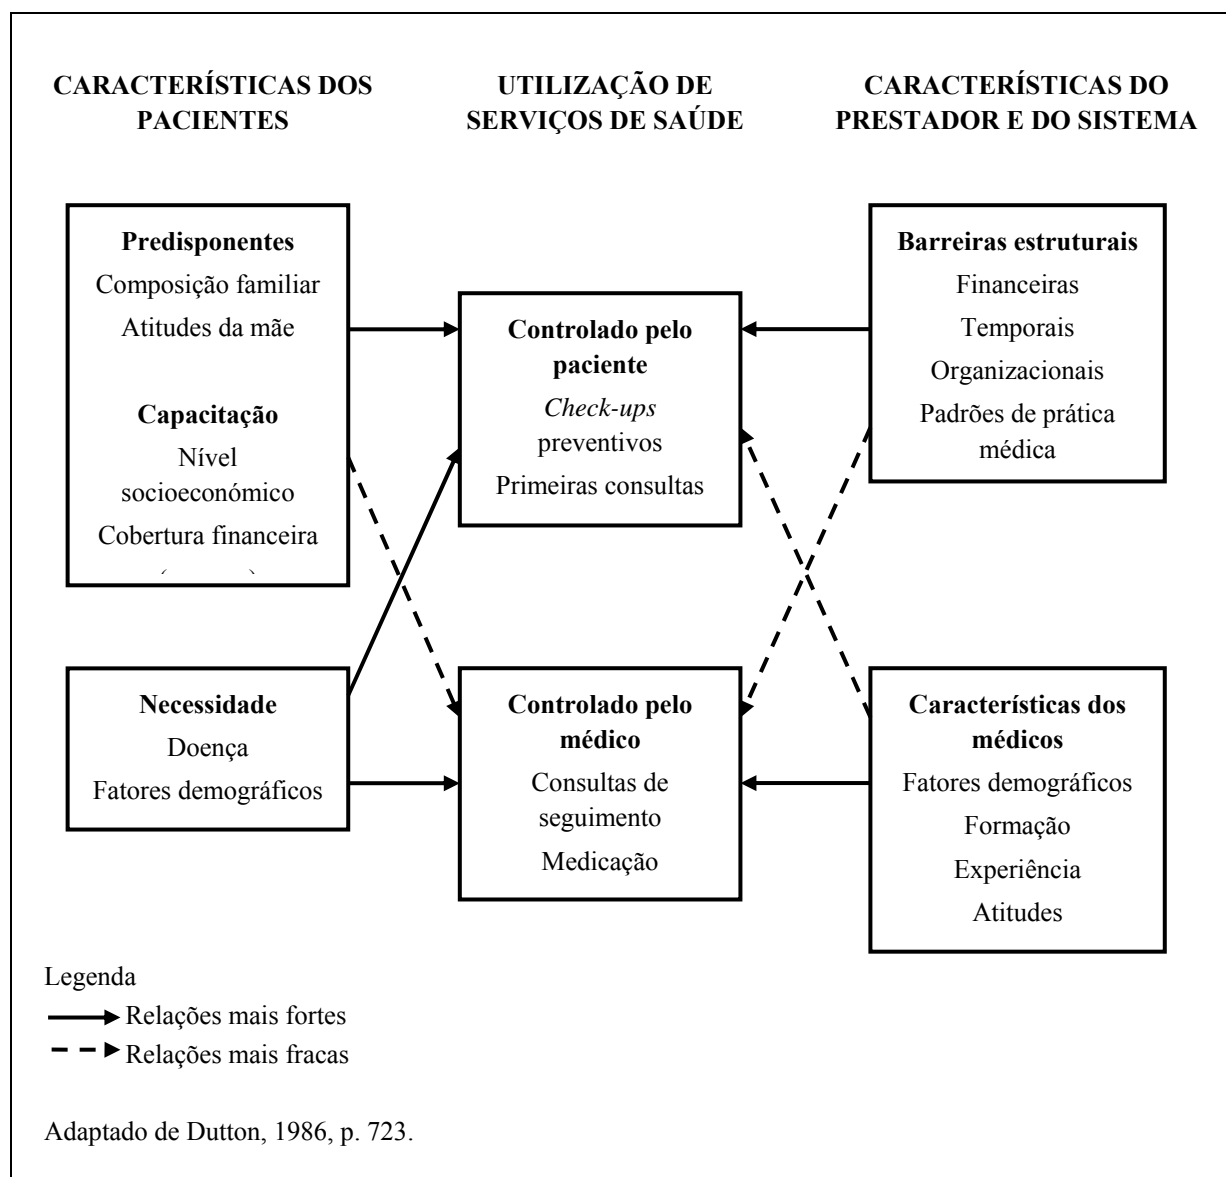 CARACTERÍSTICAS DOS
PACIENTES
UTILIZAÇÃO DE
SERVIÇOS DE SAÚDE
CARACTERÍSTICAS DO
PRESTADOR E DO SISTEMA
Predisponentes
Composição familiar
Atitudes da mãe
Capacitação
Nível
socioeconómico
Cobertura financeira
Necessidade
Doença
Fatores demográficos
Controlado pelo
paciente
Check-ups
preventivos
Primeiras consultas
Controlado pelo
médico
Consultas de
seguimento
Medicação
Barreiras estruturais
Financeiras
Temporais
Organizacionais
Padrões de prática
médica
Características dos
médicos
Fatores demográficos
Formação
Experiência
Atitudes
Legenda
Relações mais fortes
Relações mais fracas
Adaptado de Dutton, 1986, p. 723.